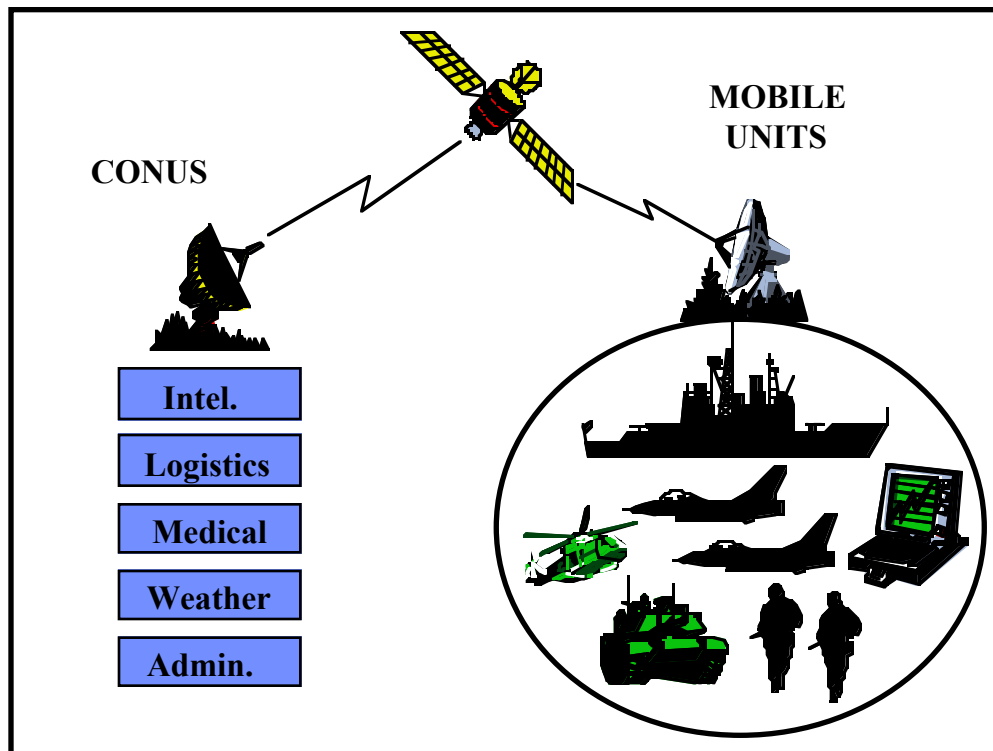 CONUS
MOBILE
UNITS
Intel.
Logistics
Medical
Weather
Admin.